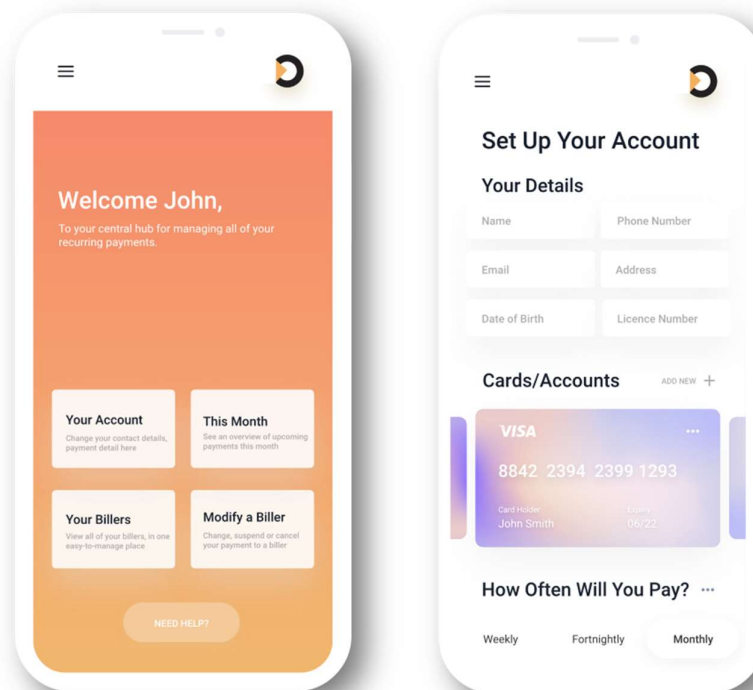 Welcome John,
To your central hub for managing all of your
recurring payments.
Your Account
Change your contact details,
payment detail here
This Month
See an overview of upcoming
payments this month
Your Billers
View all of your billers, in one
easy-to-manage place
Modify a Biller
Change, suspend or cancel
your payment to a biller
NEED HELP?
Set Up Your Account
Your Details
Name
Phone Number
Email
Address
Date of Birth
Licence Number
Cards/Accounts
ADD NEW +
VISA
8842 2394 2399 1293
Card Holder
John Smith
Expiry
06/22
How Often Will You Pay?
Weekly
Fortnightly
Monthly